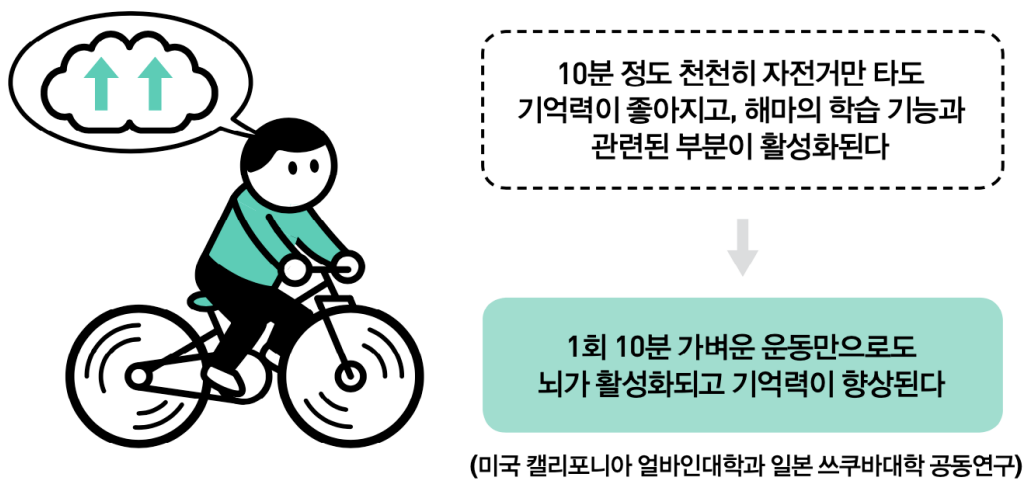 10분 정도 천천히 자전거만 타도
기억력이 좋아지고, 해마의 학습 기능과
관련된 부분이 활성화된다
1회 10분 가벼운 운동만으로도
뇌가 활성화되고 기억력이 향상된다
(미국 캘리포니아 얼바인대학과 일본 쓰쿠바대학 공동연구)